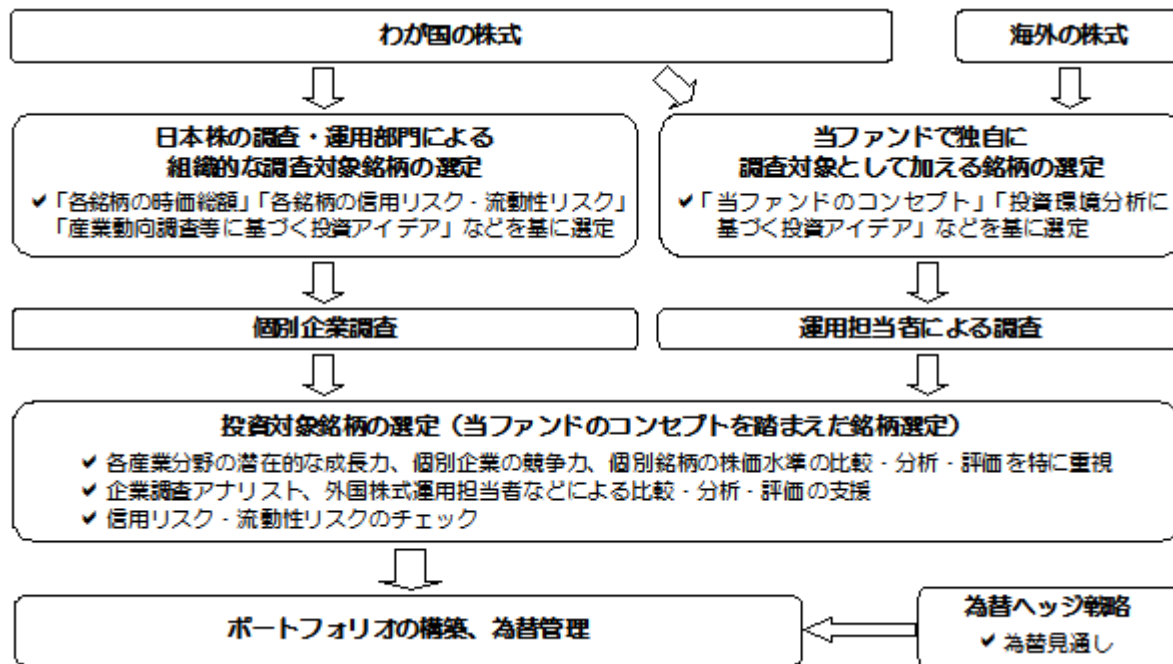 わが国の株式
海外の株式
日本株の調査・運用部門による
組織的な調査対象銘柄の選定
✔「各銘柄の時価総額」「各銘柄の信用リスク・流動性リスク」
「産業動向調査等に基づく投資アイデア」などを基に選定
当ファンドで独自に
調査対象として加える銘柄の選定
✔「当ファンドのコンセプト」「投資環境分析に
基づく投資アイデア」などを基に選定
個別企業調査
運用担当者による調査
投資対象銘柄の選定（当ファンドのコンセプトを踏まえた銘柄選定）
✔ 各産業分野の潜在的な成長力、個別企業の競争力、個別銘柄の株価水準の比較・分析・評価を特に重視
✔ 企業調査アナリスト、外国株式運用担当者などによる比較・分析・評価の支援
✔ 信用リスク・流動性リスクのチェック
ポートフォリオの構築、為替管理
為替ヘッジ戦略
✔ 為替見通し